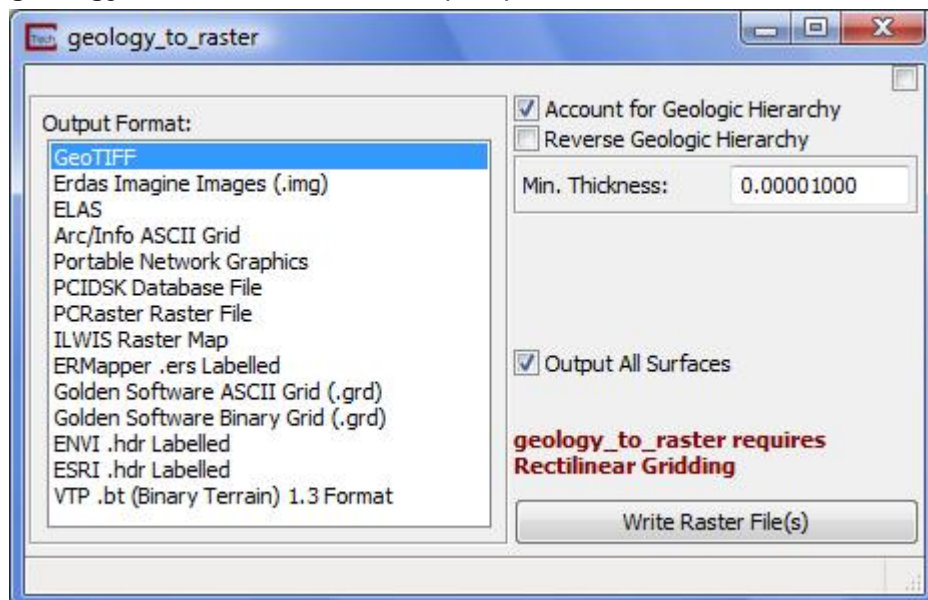 geology_to_raster
Output Format:
GeoTIFF
Erdas Imagine Images (.img)
ELAS
Arc/Info ASCII Grid
Portable Network Graphics
PCIDSK Database File
PCRaster Raster File
ILWIS Raster Map
ERMapper .ers Labelled
Golden Software ASCII Grid (.grd)
Golden Software Binary Grid (.grd)
ENVI .hdr Labelled
ESRI .hdr Labelled
VTP .bt (Binary Terrain) 1.3 Format
Account for Geologic Hierarchy
Reverse Geologic Hierarchy
Min. Thickness: 0.00001000
Output All Surfaces
geology_to_raster requires
Rectilinear Gridding
Write Raster File(s)